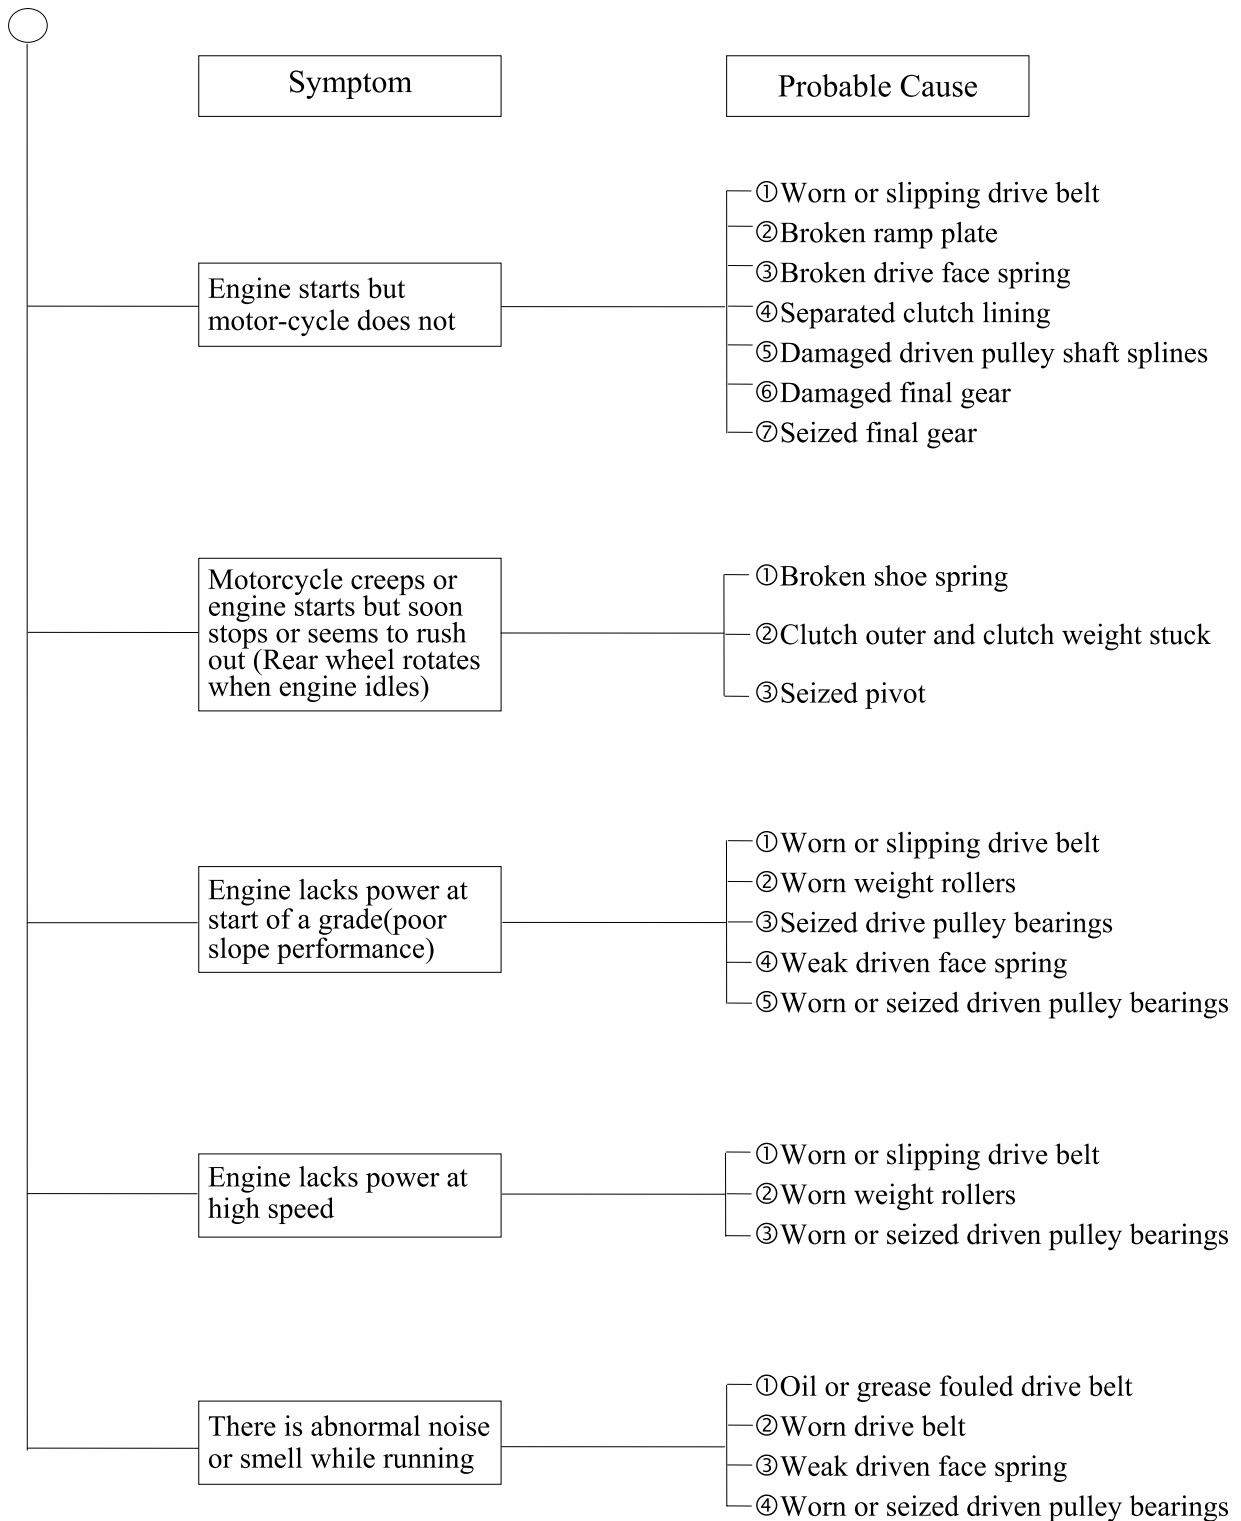 Symptom
Probable Cause
Engine starts but
motor-cycle does not
①Worn or slipping drive belt
②Broken ramp plate
③Broken drive face spring
④Separated clutch lining
⑤Damaged driven pulley shaft splines
⑥Damaged final gear
⑦Seized final gear
Motorcycle creeps or
engine starts but soon
stops or seems to rush
out (Rear wheel rotates
when engine idles)
①Broken shoe spring
②Clutch outer and clutch weight stuck
③Seized pivot
Engine lacks power at
start of a grade(poor
slope performance)
①Worn or slipping drive belt
②Worn weight rollers
③Seized drive pulley bearings
④Weak driven face spring
⑤Worn or seized driven pulley bearings
Engine lacks power at
high speed
①Worn or slipping drive belt
②Worn weight rollers
③Worn or seized driven pulley bearings
There is abnormal noise
or smell while running
①Oil or grease fouled drive belt
②Worn drive belt
③Weak driven face spring
④Worn or seized driven pulley bearings